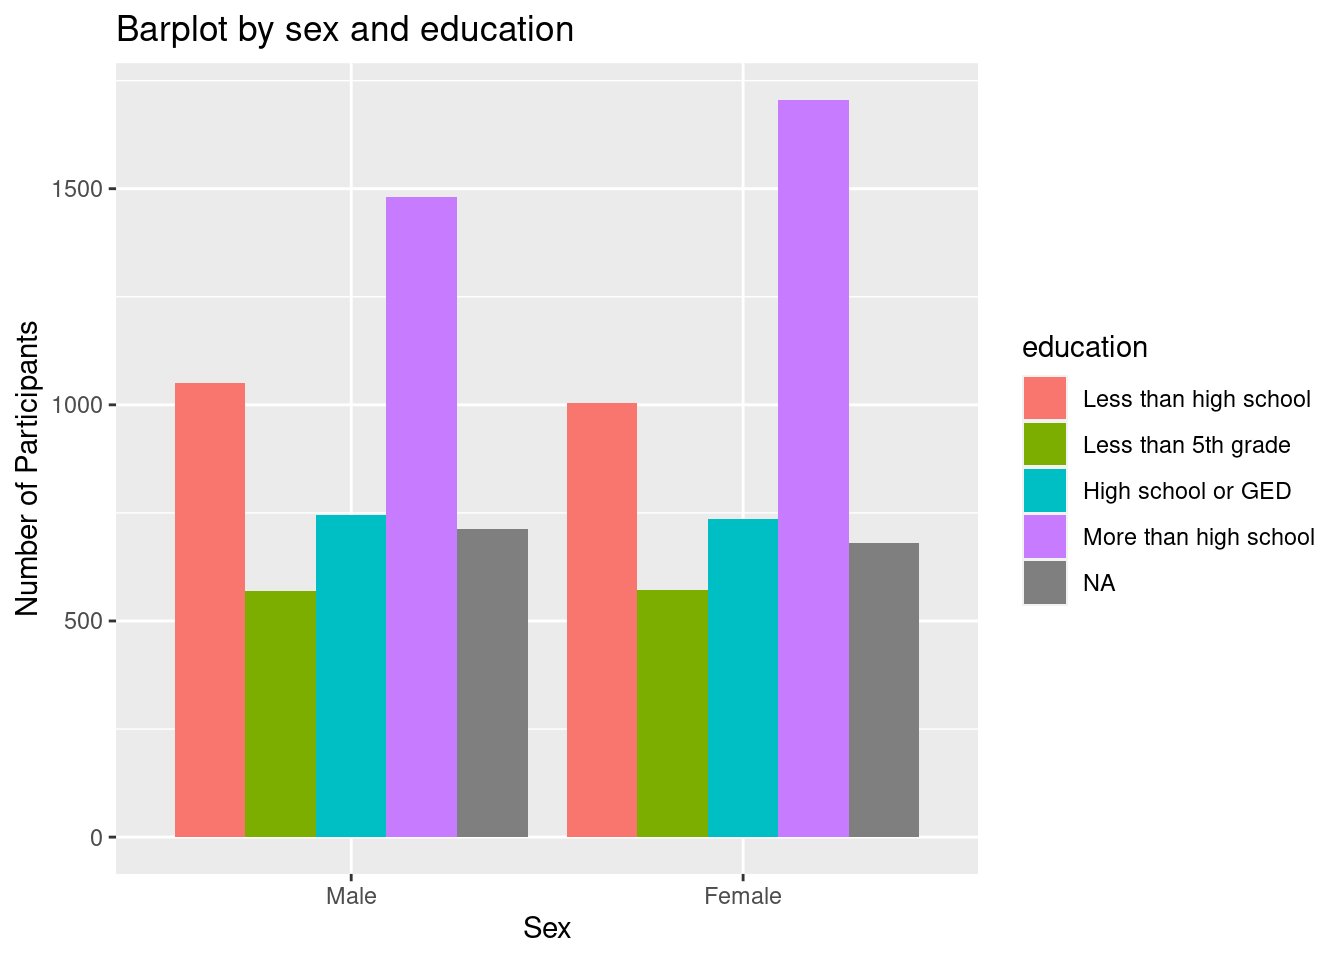 Barplot by sex and education
Number of Participants
1500
1000
500
0
Male
Female
Sex
education
Less than high school
Less than 5th grade
High school or GED
More than high school
NA